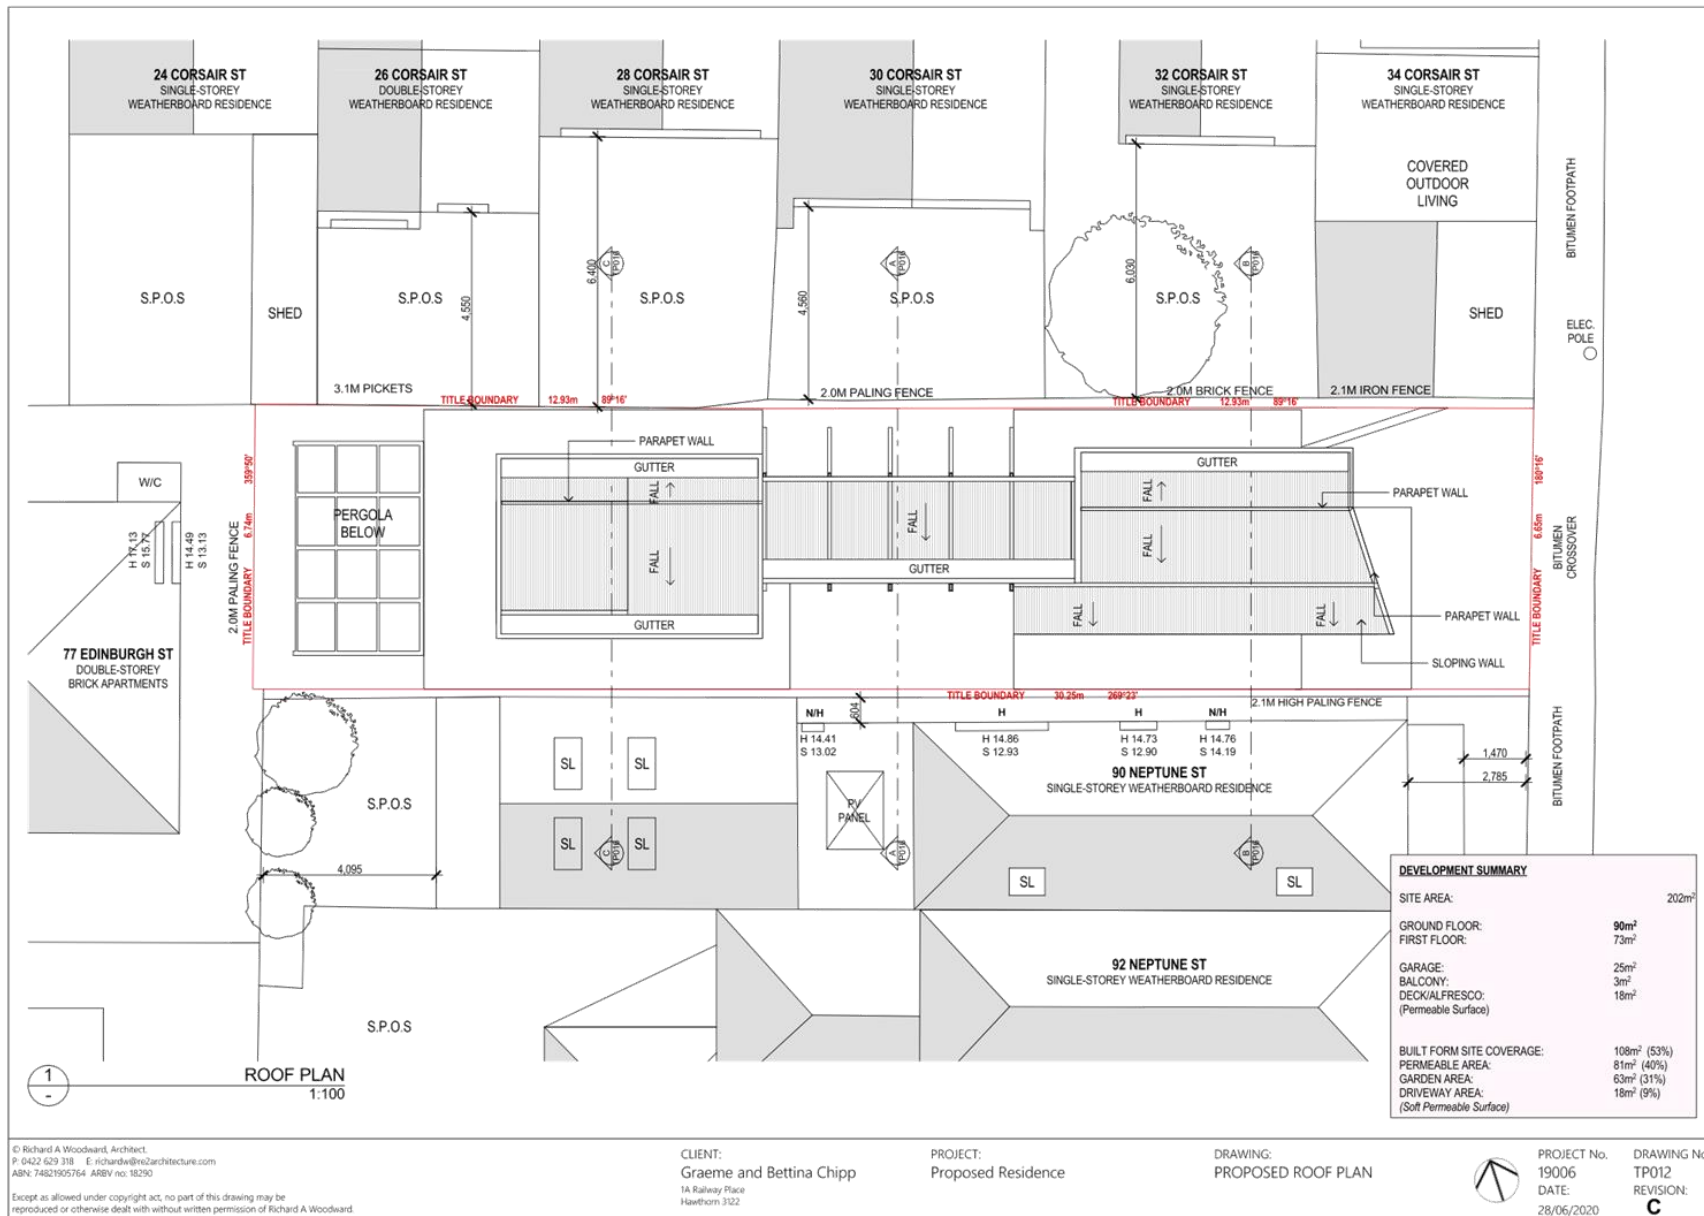 24 CORSAIR ST
SINGLE-STOREY
WEATHERBOARD RESIDENCE
26 CORSAIR ST
DOUBLE-STOREY
WEATHERBOARD RESIDENCE
28 CORSAIR ST
SINGLE-STOREY
WEATHERBOARD RESIDENCE
30 CORSAIR ST
SINGLE-STOREY
WEATHERBOARD RESIDENCE
32 CORSAIR ST
SINGLE-STOREY
WEATHERBOARD RESIDENCE
34 CORSAIR ST
SINGLE-STOREY
WEATHERBOARD RESIDENCE
COVERED
OUTDOOR
LIVING
BITUMEN FOOTPATH
S.P.O.S
SHED
S.P.O.S
4,550
6,400
C
TP016
S.P.O.S
4,560
A
TP016
S.P.O.S
6,030
S.P.O.S
B
TP016
SHED
ELEC.
POLE
3.1M PICKETS
2.0M PALING FENCE
2.0M BRICK FENCE
2.1M IRON FENCE
TITLE BOUNDARY 12.93m 89°16'
TITLE BOUNDARY 12.93m 89°16'
W/C
H 17.13
S 15.77
H 14.49
S 13.13
2.0M PALING FENCE
TITLE BOUNDARY 6.74m 359°50'
PERGOLA
BELOW
PARAPET WALL
GUTTER
FALL
FALL
GUTTER
FALL
GUTTER
GUTTER
FALL
FALL
FALL
FALL
PARAPET WALL
PARAPET WALL
SLOPING WALL
TITLE BOUNDARY 6.65m 180°16'
BITUMEN
CROSSOVER
77 EDINBURGH ST
DOUBLE-STOREY
BRICK APARTMENTS
TITLE BOUNDARY 30.25m 269°23'
2.1M HIGH PALING FENCE
604
N/H
H 14.41
S 13.02
H
H 14.86
S 12.93
H
H 14.73
S 12.90
N/H
H 14.76
S 14.19
1,470
2,785
BITUMEN FOOTPATH
S.P.O.S
4,095
SL
SL
SL
SL
C
TP016
PV
PANEL
A
TP016
90 NEPTUNE ST
SINGLE-STOREY WEATHERBOARD RESIDENCE
B
TP016
SL
SL
92 NEPTUNE ST
SINGLE-STOREY WEATHERBOARD RESIDENCE
S.P.O.S
DEVELOPMENT SUMMARY
SITE AREA: 202m²
GROUND FLOOR: 90m²
FIRST FLOOR: 73m²
GARAGE: 25m²
BALCONY: 3m²
DECK/ALFRESCO: 18m²
(Permeable Surface)
BUILT FORM SITE COVERAGE: 108m² (53%)
PERMEABLE AREA: 81m² (40%)
GARDEN AREA: 63m² (31%)
DRIVEWAY AREA: 18m² (9%)
(Soft Permeable Surface)
1
-
ROOF PLAN
1:100
© Richard A Woodward, Architect.
P: 0422 629 318 E: richardw@re2architecture.com
ABN: 74821905764 ARBV no: 18290
Except as allowed under copyright act, no part of this drawing may be
reproduced or otherwise dealt with without written permission of Richard A Woodward.
CLIENT:
Graeme and Bettina Chipp
1A Railway Place
Hawthorn 3122
PROJECT:
Proposed Residence
DRAWING:
PROPOSED ROOF PLAN
PROJECT No.
19006
DATE:
28/06/2020
DRAWING No
TP012
REVISION:
C